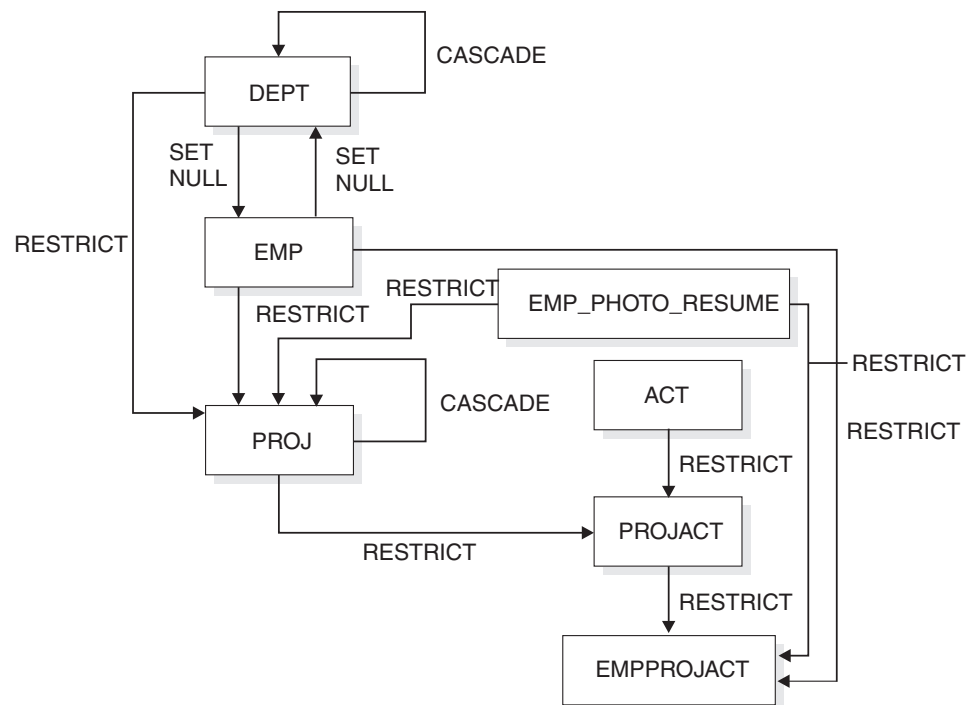 CASCADE
DEPT
SET
NULL
SET
NULL
RESTRICT
EMP
RESTRICT
RESTRICT
EMP_PHOTO_RESUME
RESTRICT
ACT
CASCADE
PROJ
RESTRICT
RESTRICT
PROJACT
RESTRICT
RESTRICT
EMPPROJACT